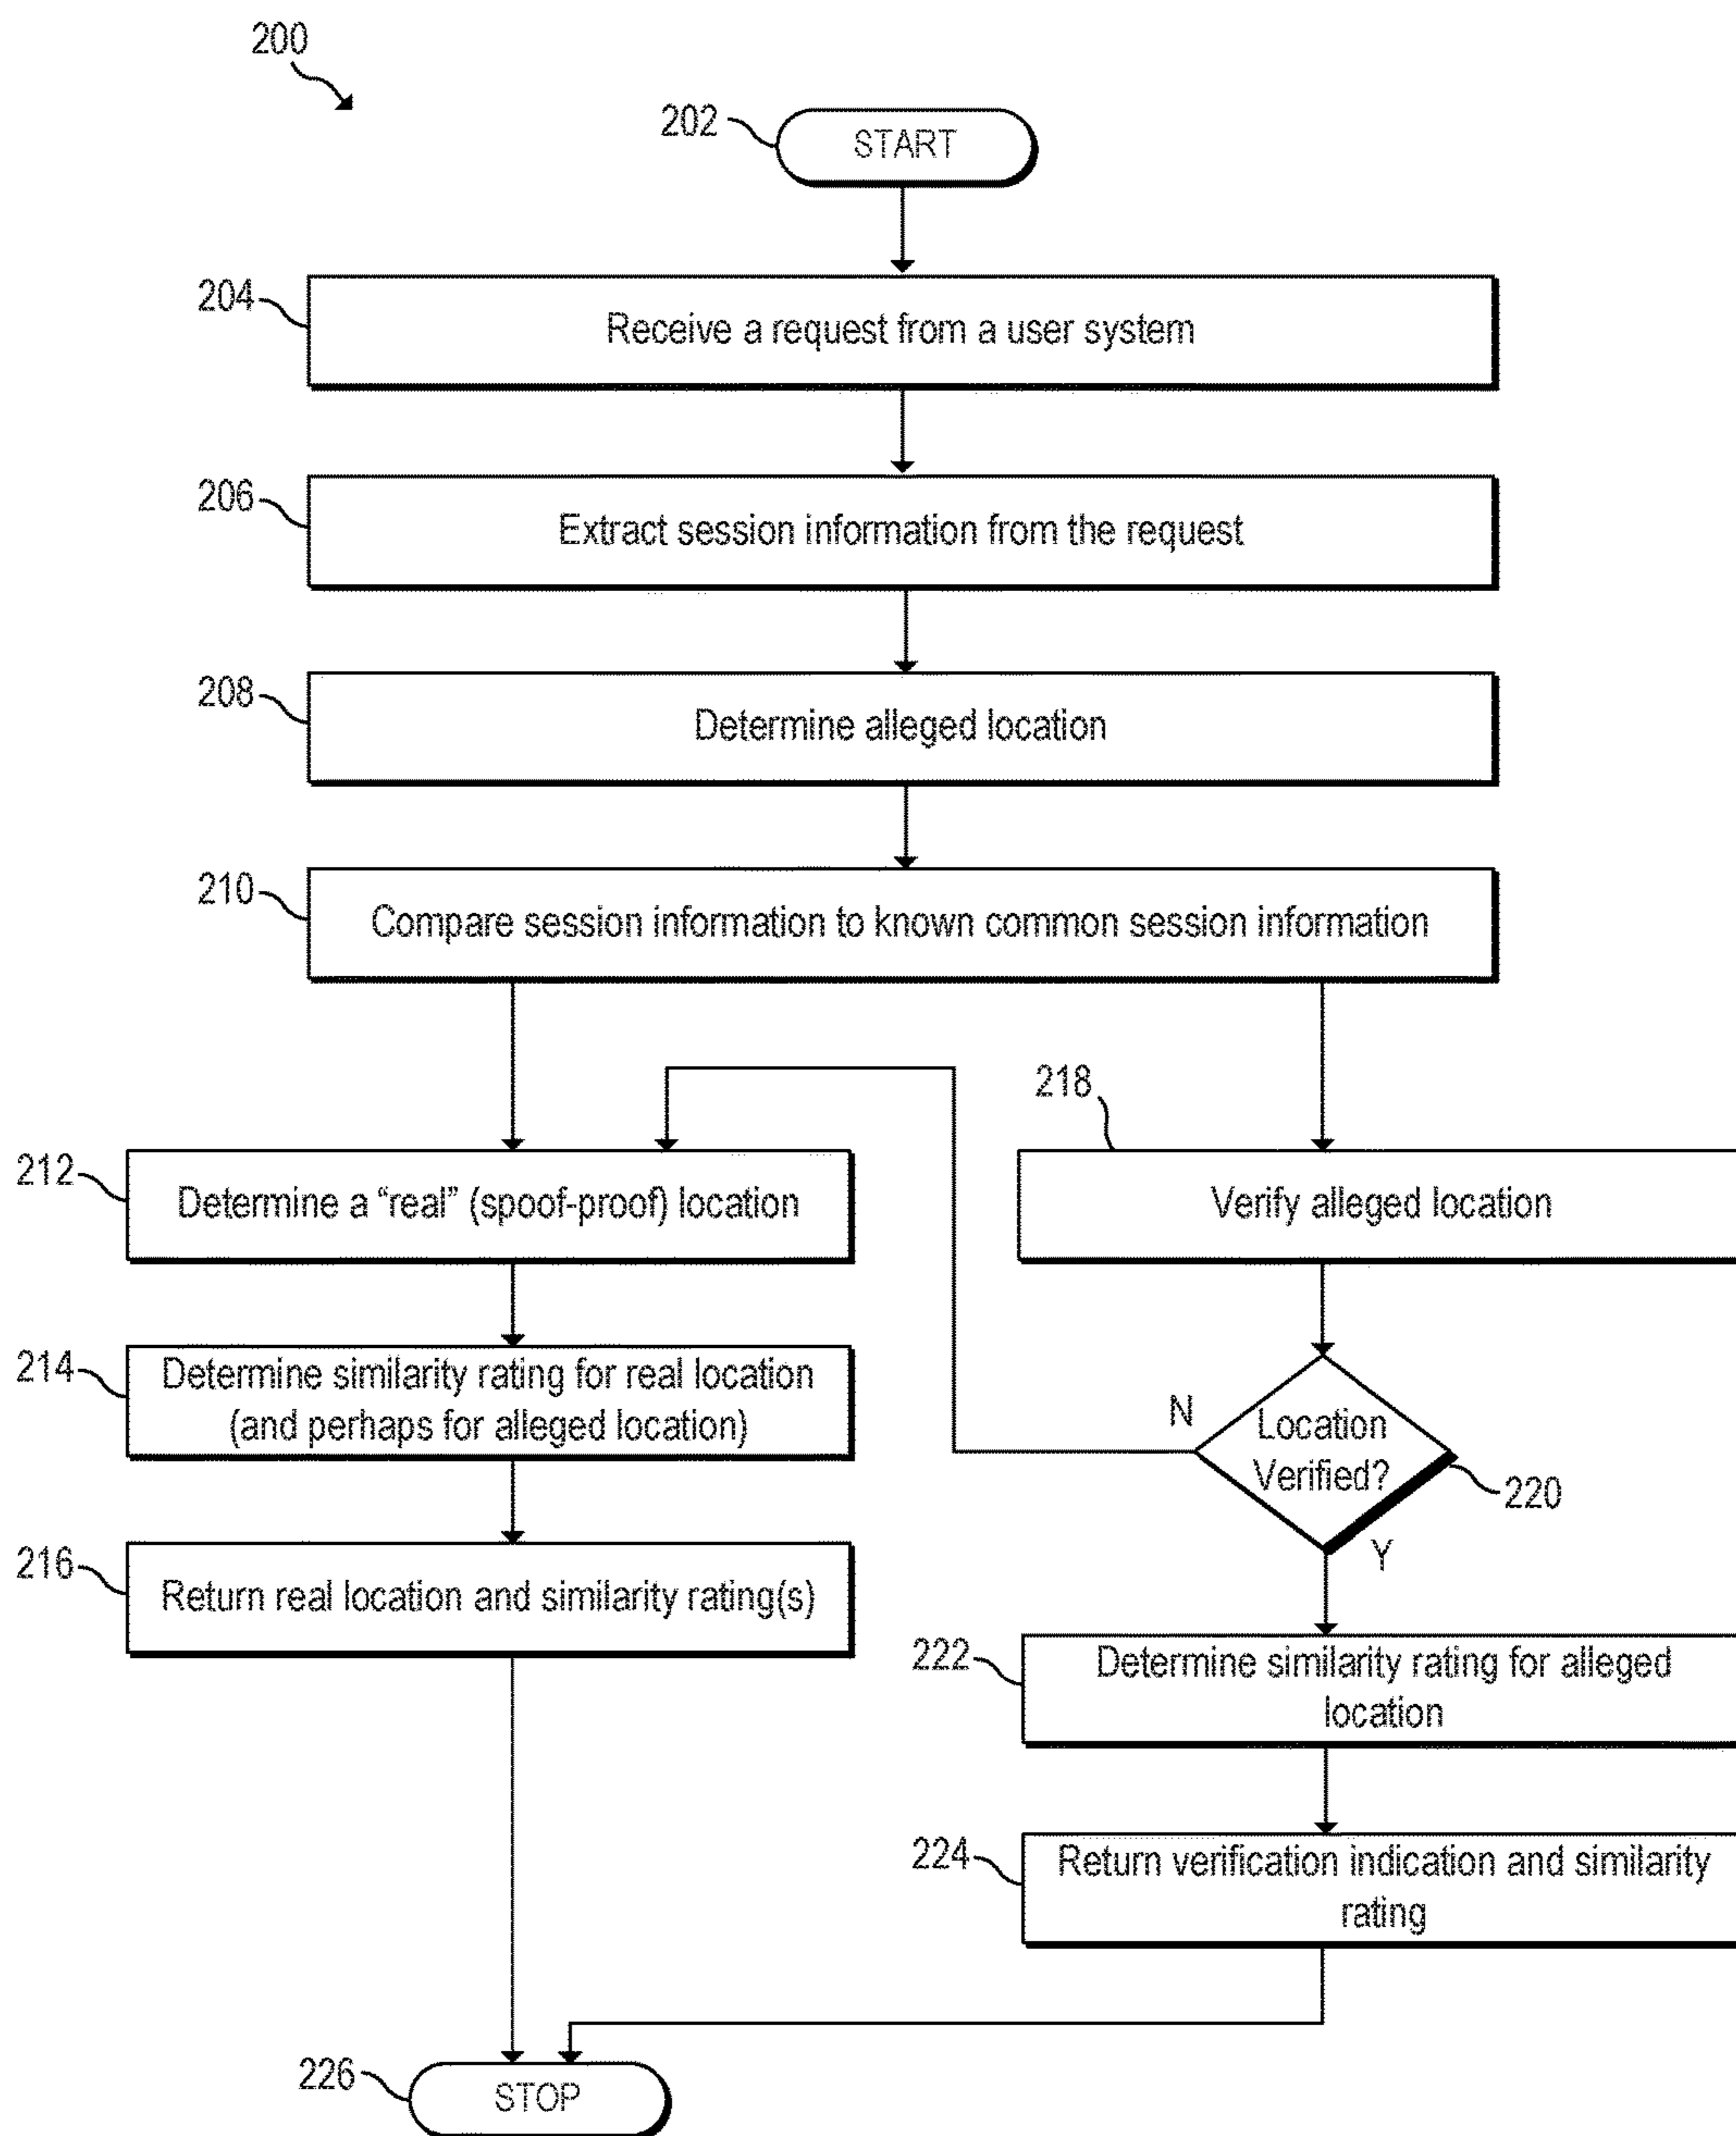 200
202
START
204
Receive a request from a user system
206
Extract session information from the request
208
Determine alleged location
210
Compare session information to known common session information
218
212
Determine a “real” (spoof-proof) location
Verify alleged location
214
Determine similarity rating for real location
(and perhaps for alleged location)
N
Location
Verified?
220
Y
216
Return real location and similarity rating(s)
222
Determine similarity rating for alleged
location
224
Return verification indication and similarity
rating
226
STOP